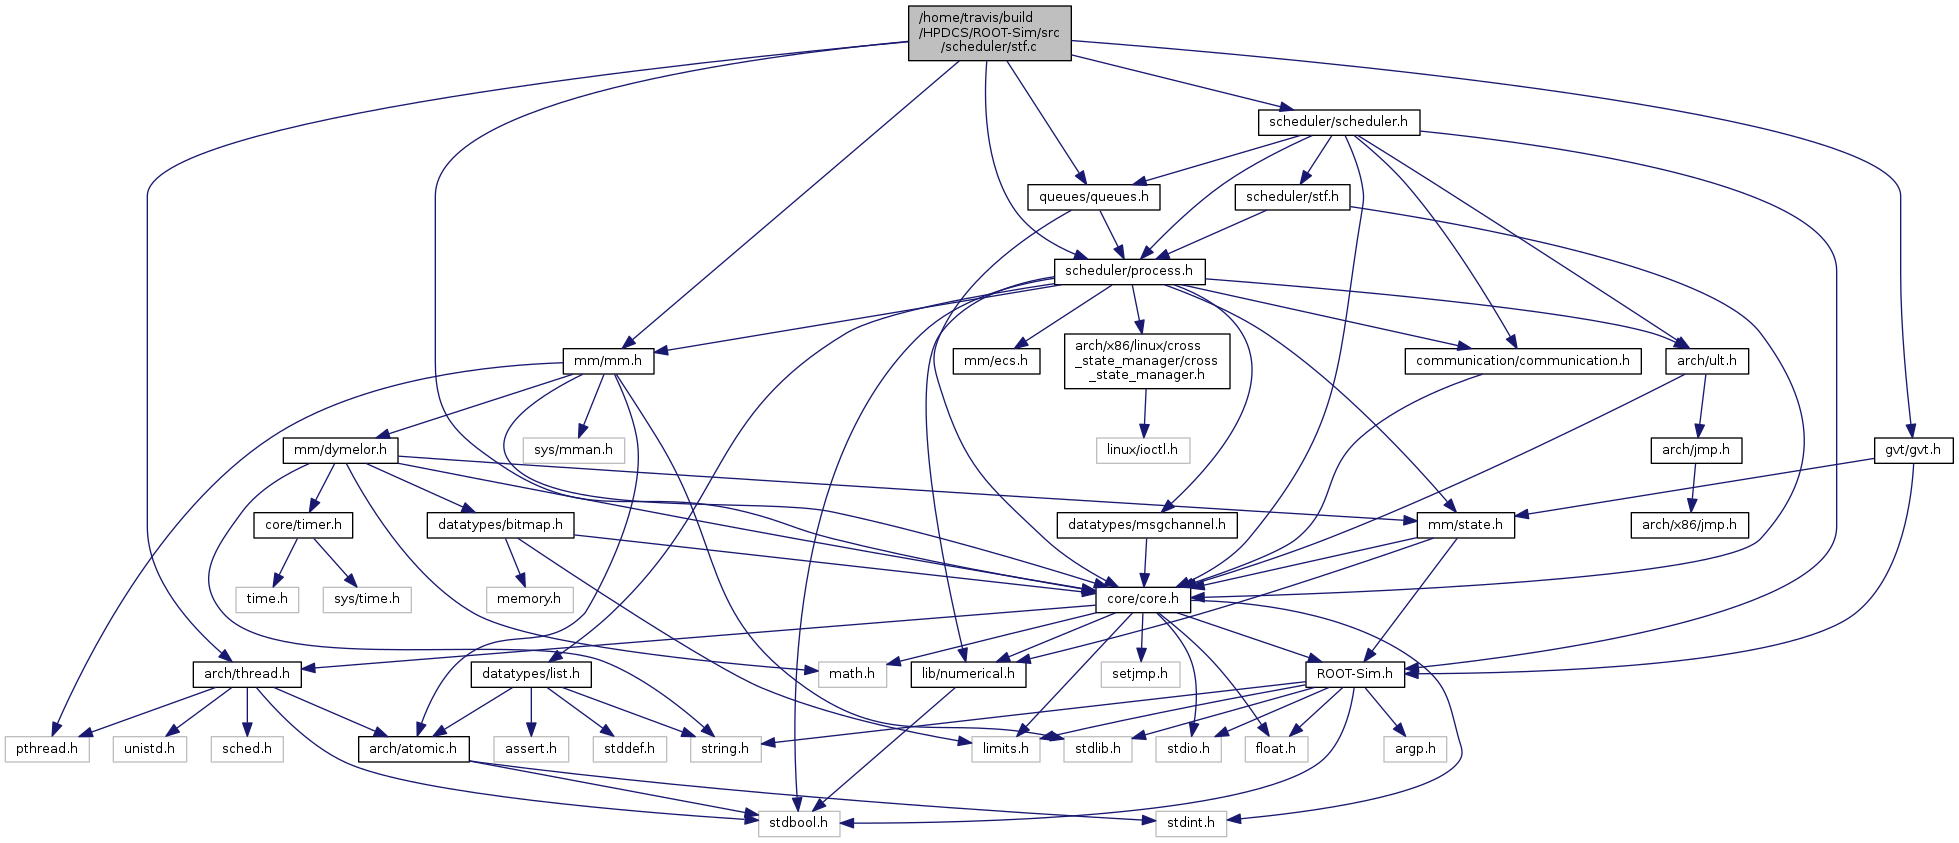 /home/travis/build
/HPDCS/ROOT-Sim/src
/scheduler/stf.c
scheduler/scheduler.h
queues/queues.h
scheduler/stf.h
scheduler/process.h
mm/mm.h
mm/ecs.h
arch/x86/linux/cross
_state_manager/cross
_state_manager.h
communication/communication.h
arch/ult.h
mm/dymelor.h
sys/mman.h
linux/ioctl.h
arch/jmp.h
gvt/gvt.h
core/timer.h
datatypes/bitmap.h
datatypes/msgchannel.h
mm/state.h
arch/x86/jmp.h
time.h
sys/time.h
memory.h
core/core.h
arch/thread.h
datatypes/list.h
math.h
lib/numerical.h
setjmp.h
ROOT-Sim.h
pthread.h
unistd.h
sched.h
arch/atomic.h
assert.h
stddef.h
string.h
limits.h
stdlib.h
stdio.h
float.h
argp.h
stdbool.h
stdint.h